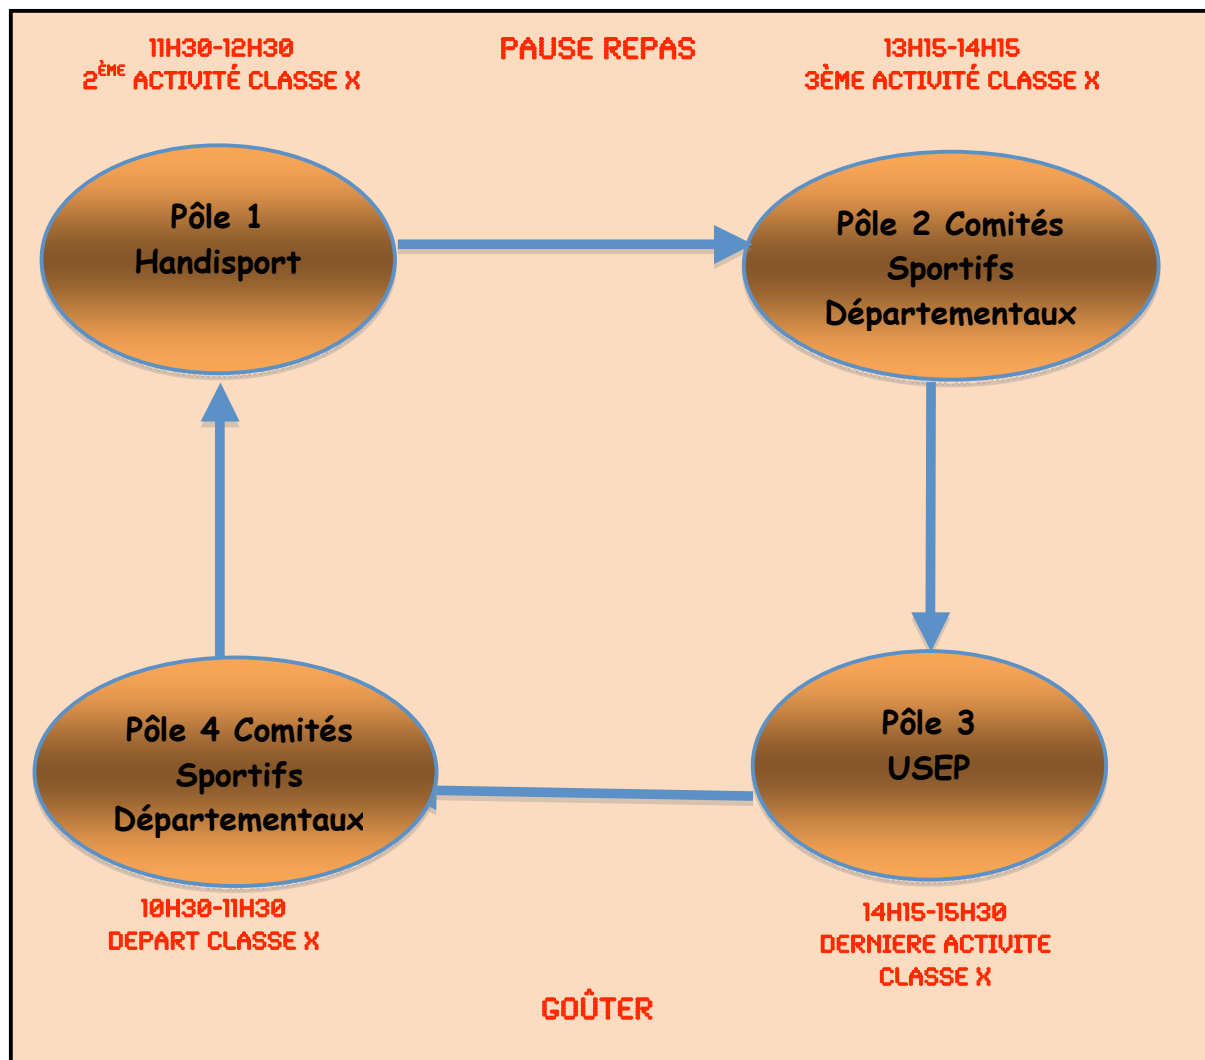 11H30-12H30
2ÈME ACTIVITÉ CLASSE X
PAUSE REPAS
13H15-14H15
3ÈME ACTIVITÉ CLASSE X
Pôle 1
Handisport
Pôle 2 Comités
Sportifs
Départementaux
Pôle 4 Comités
Sportifs
Départementaux
Pôle 3
USEP
10H30-11H30
DEPART CLASSE X
14H15-15H30
DERNIERE ACTIVITE
CLASSE X
GOÛTER